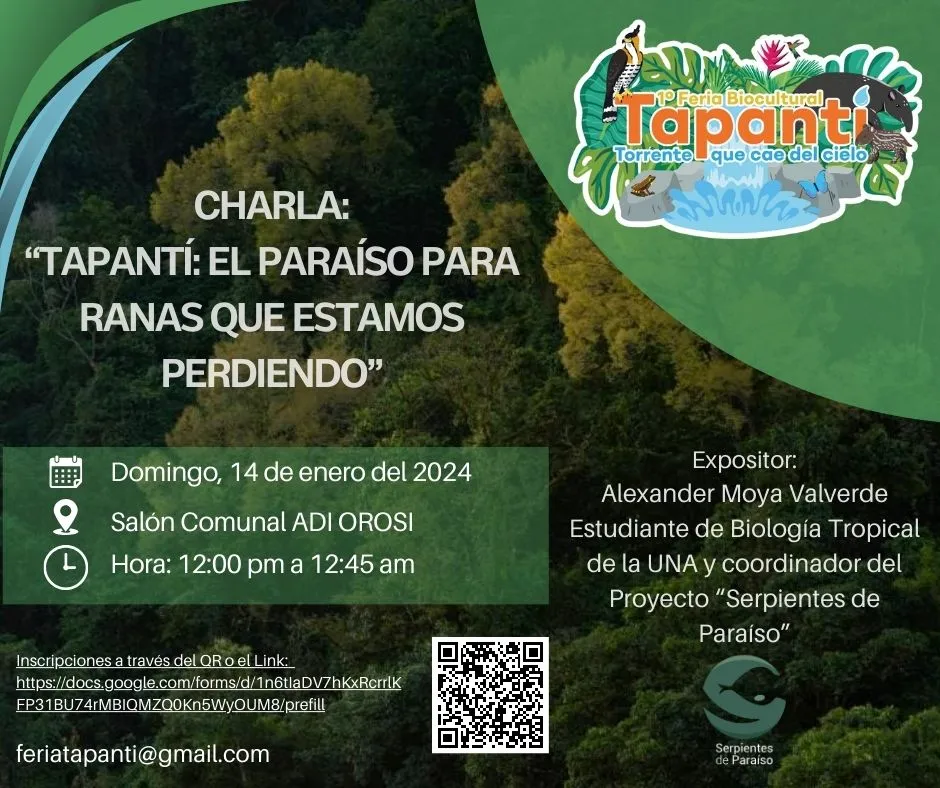 1º Feria Biocultural
Tapantí
Torrente que cae del cielo
CHARLA:
“TAPANTÍ: EL PARAÍSO PARA
RANAS QUE ESTAMOS
PERDIENDO”
Domingo, 14 de enero del 2024
Salón Comunal ADI OROSI
Hora: 12:00 pm a 12:45 am
Expositor:
Alexander Moya Valverde
Estudiante de Biología Tropical
de la UNA y coordinador del
Proyecto “Serpientes de
Paraíso”
Inscripciones a través del QR o el Link:
https://docs.google.com/forms/d/1n6tIaDV7hKxRcrrlK
FP31BU74rMBIQMZQ0Kn5WyOUM8/prefill
feriatapanti@gmail.com
Serpientes
de Paraíso